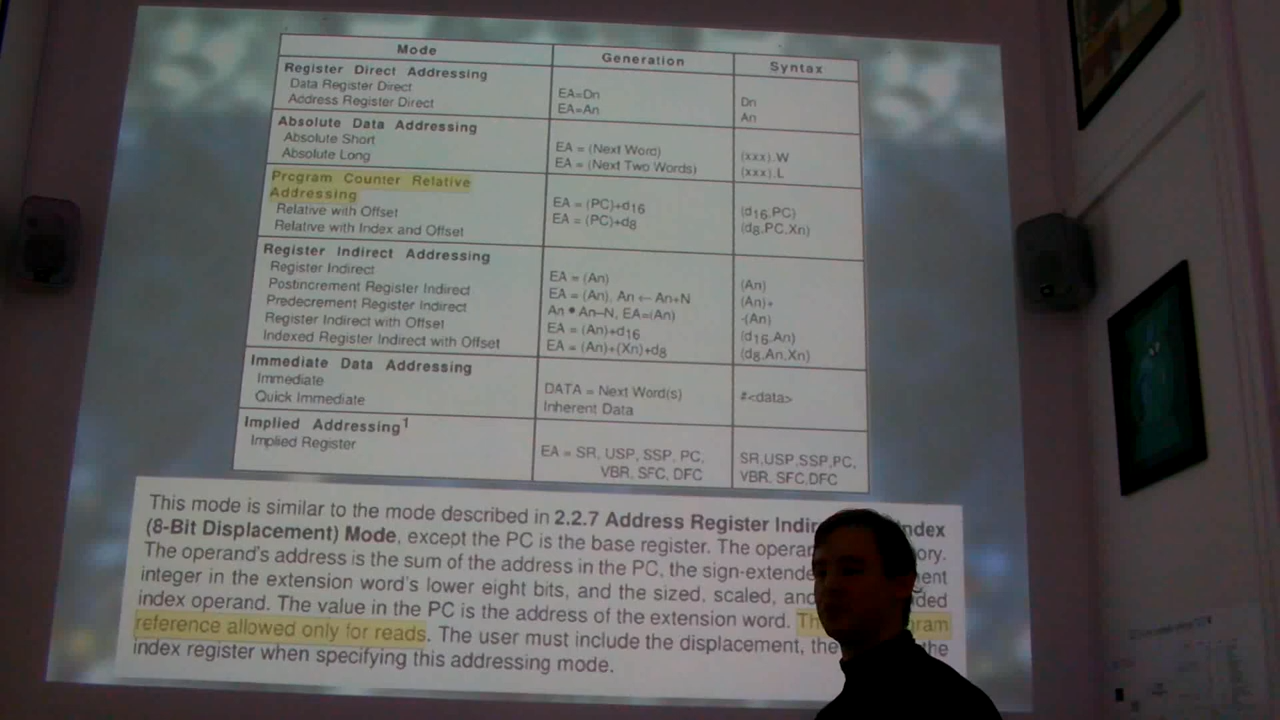 Mode Generation Syntax
Register Direct Addressing
Data Register Direct EA=Dn Dn
Address Register Direct EA=An An
Absolute Data Addressing
Absolute Short EA = (Next Word) (xxx).W
Absolute Long EA = (Next Two Words) (xxx).L
Program Counter Relative
Addressing
Relative with Offset EA = (PC)+d16 (d16,PC)
Relative with Index and Offset EA = (PC)+d8 (d8,PC,Xn)
Register Indirect Addressing
Register Indirect EA = (An) (An)
Postincrement Register Indirect EA = (An), An ← An+N (An)+
Predecrement Register Indirect An • An–N, EA=(An) -(An)
Register Indirect with Offset EA = (An)+d16 (d16,An)
Indexed Register Indirect with Offset EA = (An)+(Xn)+d8 (d8,An,Xn)
Immediate Data Addressing
Immediate DATA = Next Word(s) #<data>
Quick Immediate Inherent Data
Implied Addressing1
Implied Register EA = SR, USP, SSP, PC, SR,USP,SSP,PC,
VBR, SFC, DFC VBR, SFC,DFC
This mode is similar to the mode described in 2.2.7 Address Register
(8-Bit Displacement) Mode, except the PC is the base register. The
The operand's address is the sum of the address in the PC, the
integer in the extension word's lower eight bits, and the sized, scaled, and
index operand. The value in the PC is the address of the extension word.
reference allowed only for reads. The user must include the displacement, the
index register when specifying this addressing mode.